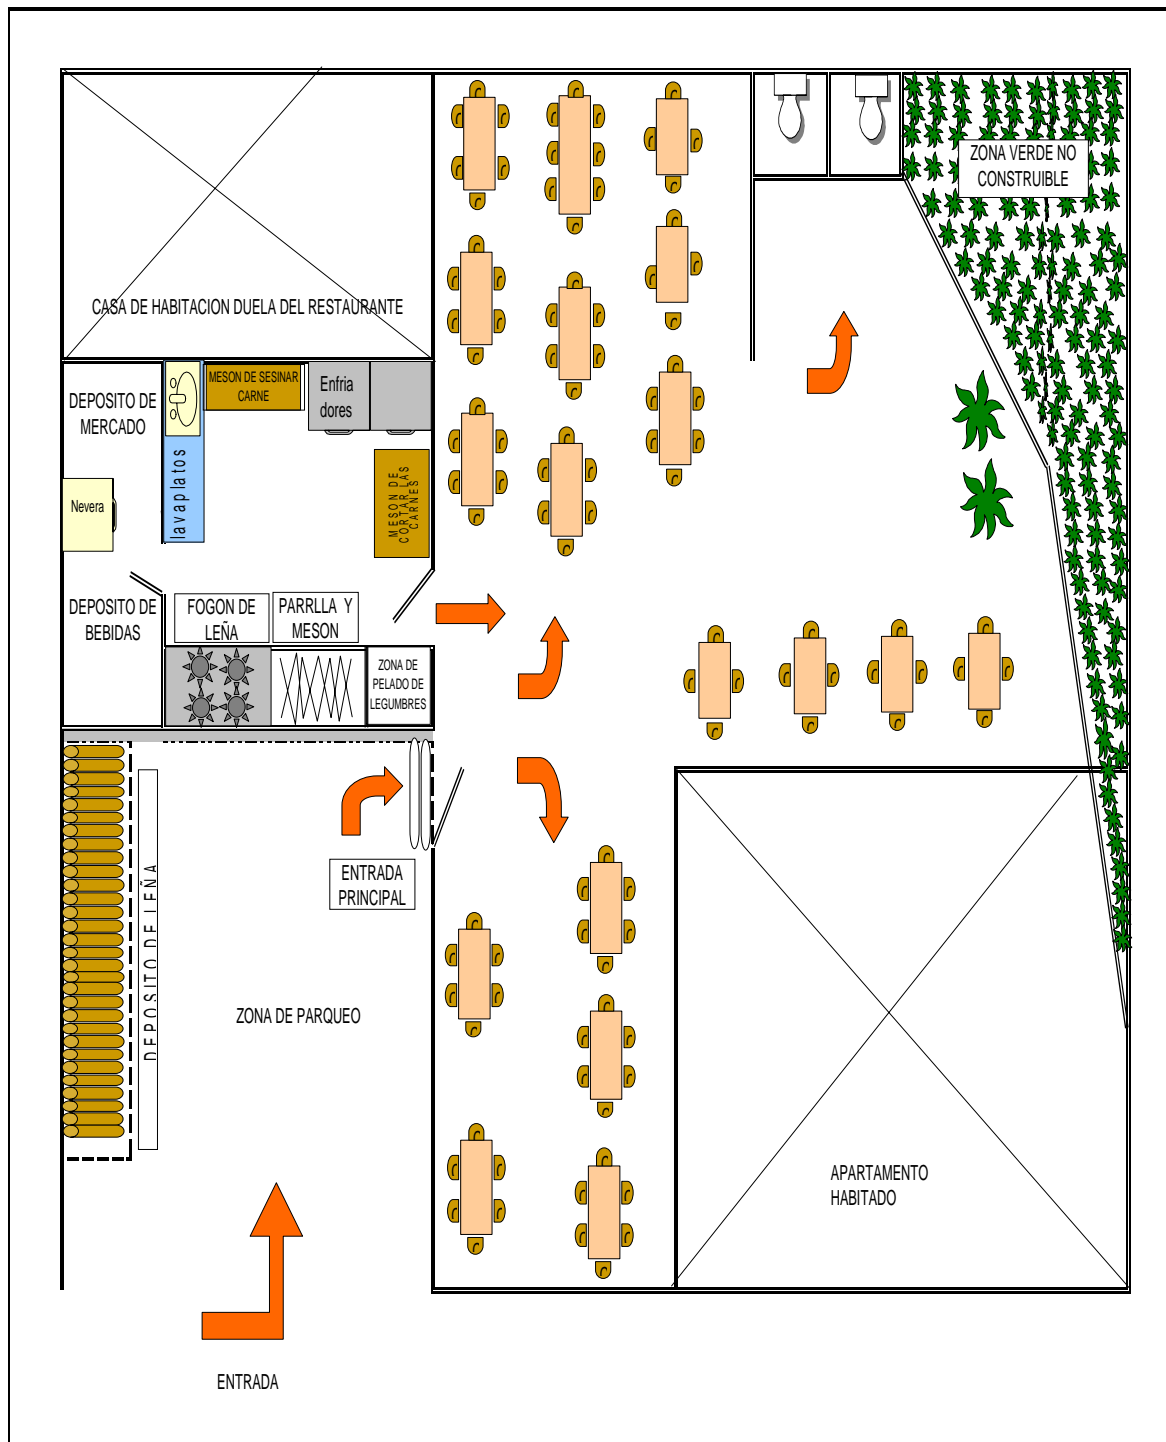 ZONA VERDE NO
CONSTRUIBLE
CASA DE HABITACION DUELA DEL RESTAURANTE
DEPOSITO DE
MERCADO
MESON DE SESINAR
CARNE
Enfria
dores
lavaplatos
Nevera
MESON DE
CORTAR LAS
CARNES
DEPOSITO DE
BEBIDAS
FOGON DE
LEÑA
PARRLLA Y
MESON
ZONA DE
PELADO DE
LEGUMBRES
ENTRADA
PRINCIPAL
DEPOSITO DE LEÑA
ZONA DE PARQUEO
APARTAMENTO
HABITADO
ENTRADA